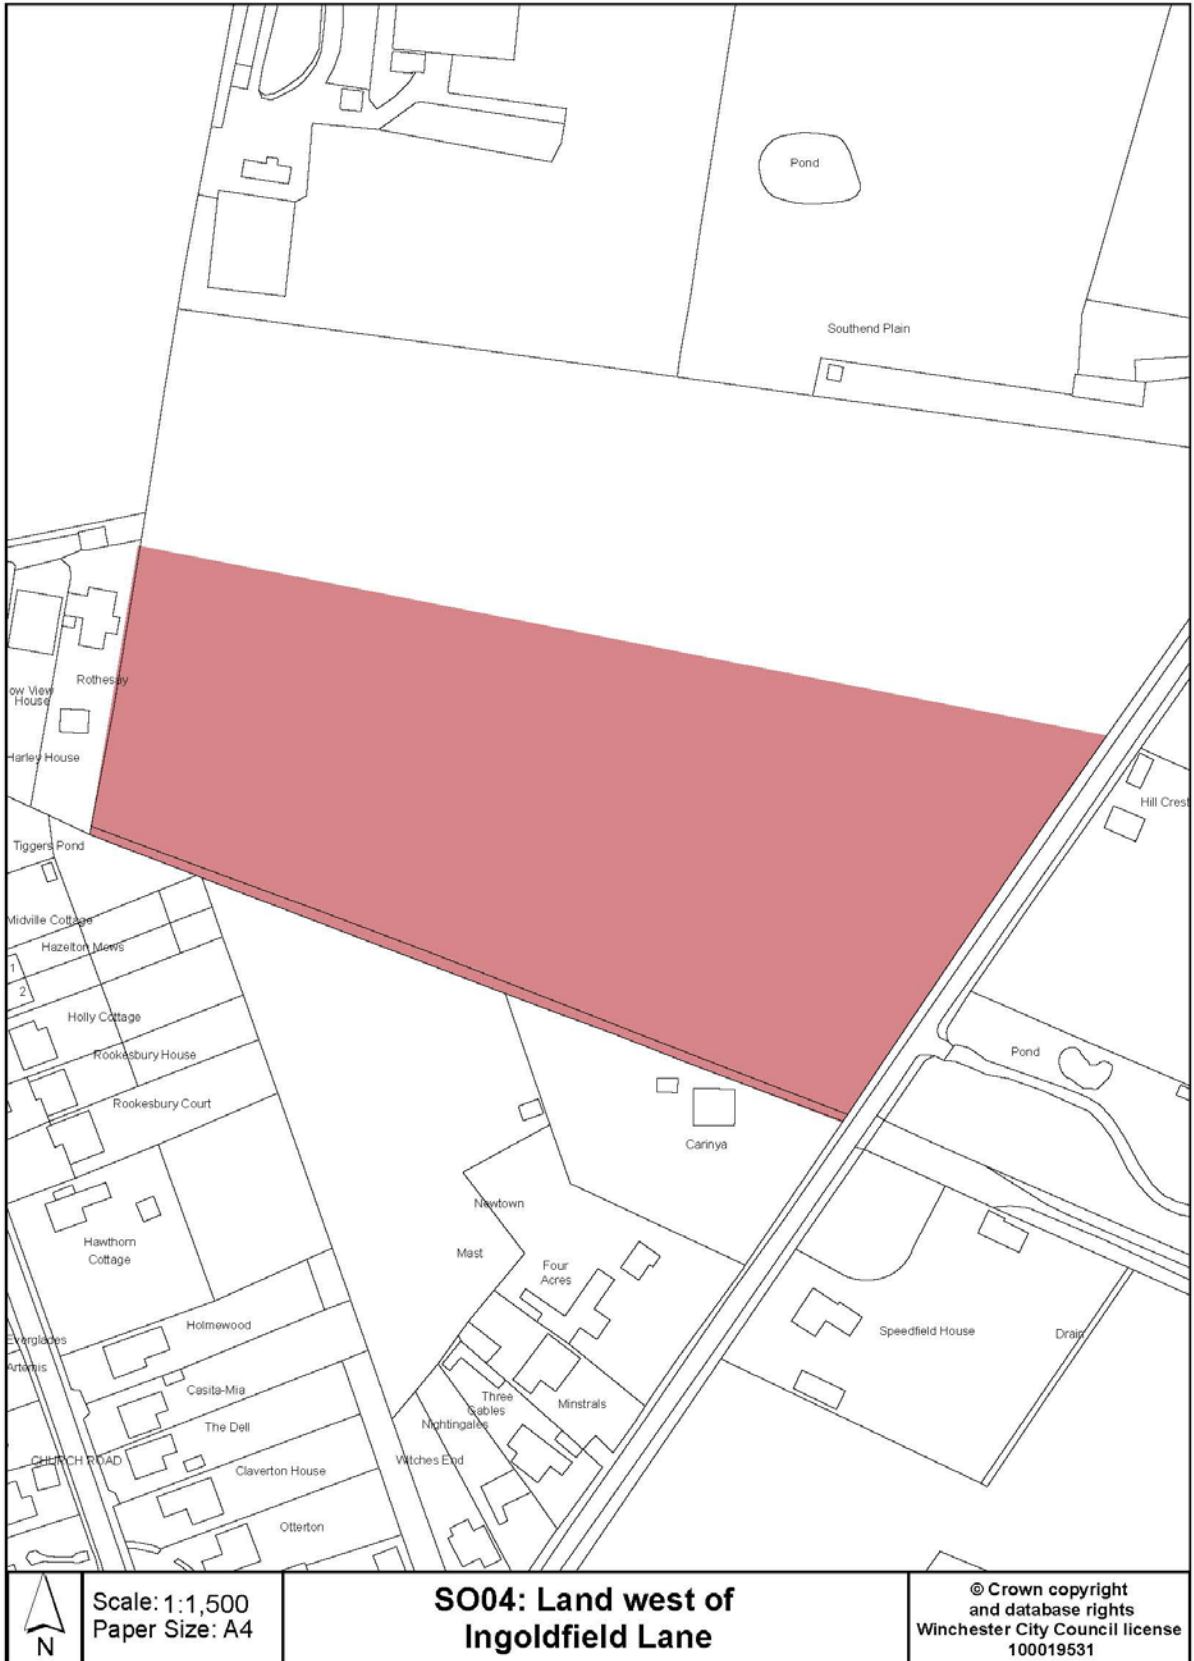 Pond
Southend Plain
Rothesay
ow View
House
Harley House
Hill Crest
Tiggers Pond
Midville Cottage
Hazelton Mews
1
2
Holly Cottage
Pond
Rookesbury House
Rookesbury Court
Carinya
Newtown
Hawthorn
Cottage
Mast
Four
Acres
Holmewood
Speedfield House
Drain
Everglades
Artemis
Casita-Mia
Three
Gables
Minstrals
The Dell
Nightingales
CHURCH ROAD
Witches End
Claverton House
Otterton
N
Scale: 1:1,500
Paper Size: A4
SO04: Land west of
Ingoldfield Lane
© Crown copyright
and database rights
Winchester City Council license
100019531